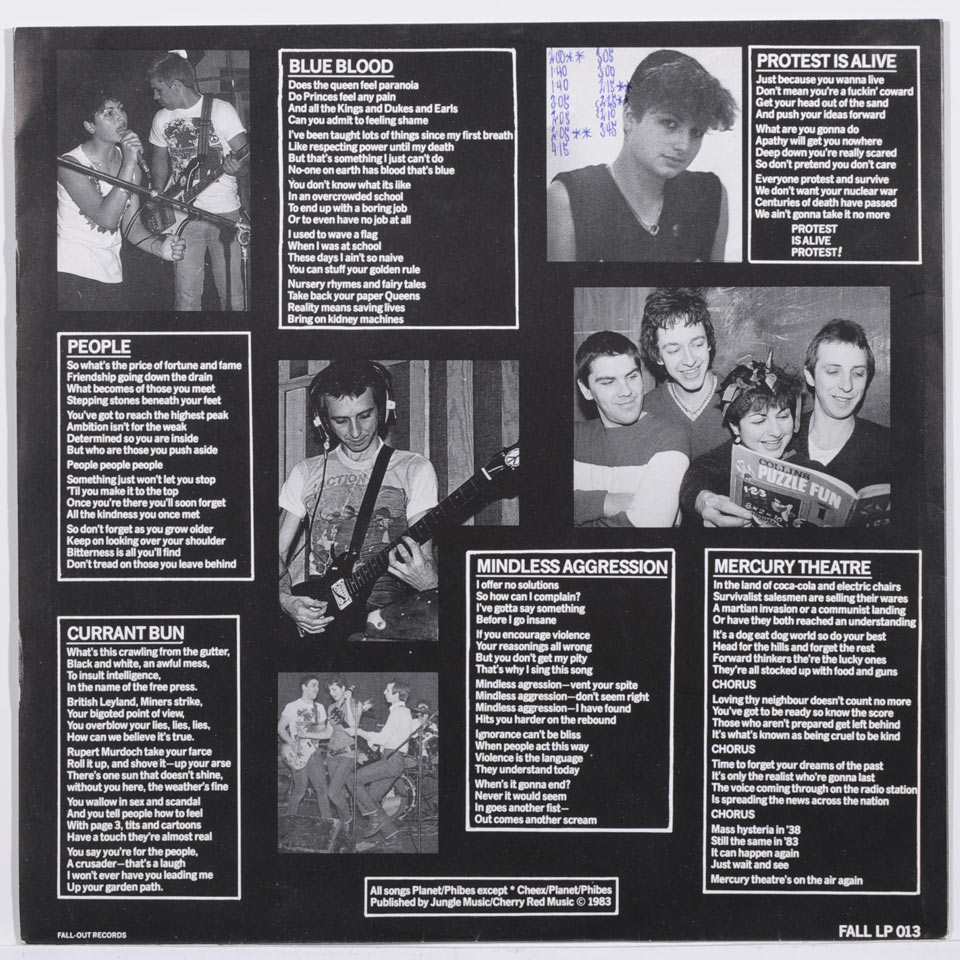 BLUE BLOOD
Does the queen feel paranoia
Do Princes feel any pain
And all the Kings and Dukes and Earls
Can you admit to feeling shame
I've been taught lots of things since my first breath
Like respecting power until my death
But that's something I just can't do
No-one on earth has blood that's blue
You don't know what its like
In an overcrowded school
To end up with a boring job
Or to even have no job at all
I used to wave a flag
When I was at school
These days I ain't so naive
You can stuff your golden rule
Nursery rhymes and fairy tales
Take back your paper Queens
Reality means saving lives
Bring on kidney machines
2:00**
1:40
1:40
3:05
2:05
2:05**
4:15
3:05
3:00
2:15**
2:10
3:45
PROTEST IS ALIVE
Just because you wanna live
Don't mean you're a fuckin' coward
Get your head out of the sand
And push your ideas forward
What are you gonna do
Apathy will get you nowhere
Deep down you're really scared
So don't pretend you don't care
Everyone protest and survive
We don't want your nuclear war
Centuries of death have passed
We ain't gonna take it no more
PROTEST
IS ALIVE
PROTEST!
PEOPLE
So what's the price of fortune and fame
Friendship going down the drain
What becomes of those you meet
Stepping stones beneath your feet
You've got to reach the highest peak
Ambition isn't for the weak
Determined so you are inside
But who are those you push aside
People people people
Something just won't let you stop
'Til you make it to the top
Once you're there you'll soon forget
All the kindness you once met
So don't forget as you grow older
Keep on looking over your shoulder
Bitterness is all you'll find
Don't tread on those you leave behind
COLLINS
PUZZLE FUN
1·2·3
CURRANT BUN
What's this crawling from the gutter,
Black and white, an awful mess,
To insult intelligence,
In the name of the free press.
British Leyland, Miners strike,
Your bigoted point of view,
You overblow your lies, lies, lies,
How can we believe it's true.
Rupert Murdoch take your farce
Roll it up, and shove it—up your arse
There's one sun that doesn't shine,
without you here, the weather's fine
You wallow in sex and scandal
And you tell people how to feel
With page 3, tits and cartoons
Have a touch they're almost real
You say you're for the people,
A crusader—that's a laugh
I won't ever have you leading me
Up your garden path.
MINDLESS AGGRESSION
I offer no solutions
So how can I complain?
I've gotta say something
Before I go insane
If you encourage violence
Your reasonings all wrong
But you don't get my pity
That's why I sing this song
Mindless agression—vent your spite
Mindless aggression—don't seem right
Mindless aggression—I have found
Hits you harder on the rebound
Ignorance can't be bliss
When people act this way
Violence is the language
They understand today
When's it gonna end?
Never it would seem
In goes another fist—
Out comes another scream
MERCURY THEATRE
In the land of coca-cola and electric chairs
Survivalist salesmen are selling their wares
A martian invasion or a communist landing
Or have they both reached an understanding
It's a dog eat dog world so do your best
Head for the hills and forget the rest
Forward thinkers the're the lucky ones
They're all stocked up with food and guns
CHORUS
Loving thy neighbour doesn't count no more
You've got to be ready so know the score
Those who aren't prepared get left behind
It's what's known as being cruel to be kind
CHORUS
Time to forget your dreams of the past
It's only the realist who're gonna last
The voice coming through on the radio station
Is spreading the news across the nation
CHORUS
Mass hysteria in '38
Still the same in '83
It can happen again
Just wait and see
Mercury theatre's on the air again
All songs Planet/Phibes except * Cheex/Planet/Phibes
Published by Jungle Music/Cherry Red Music © 1983
FALL-OUT RECORDS
FALL LP 013